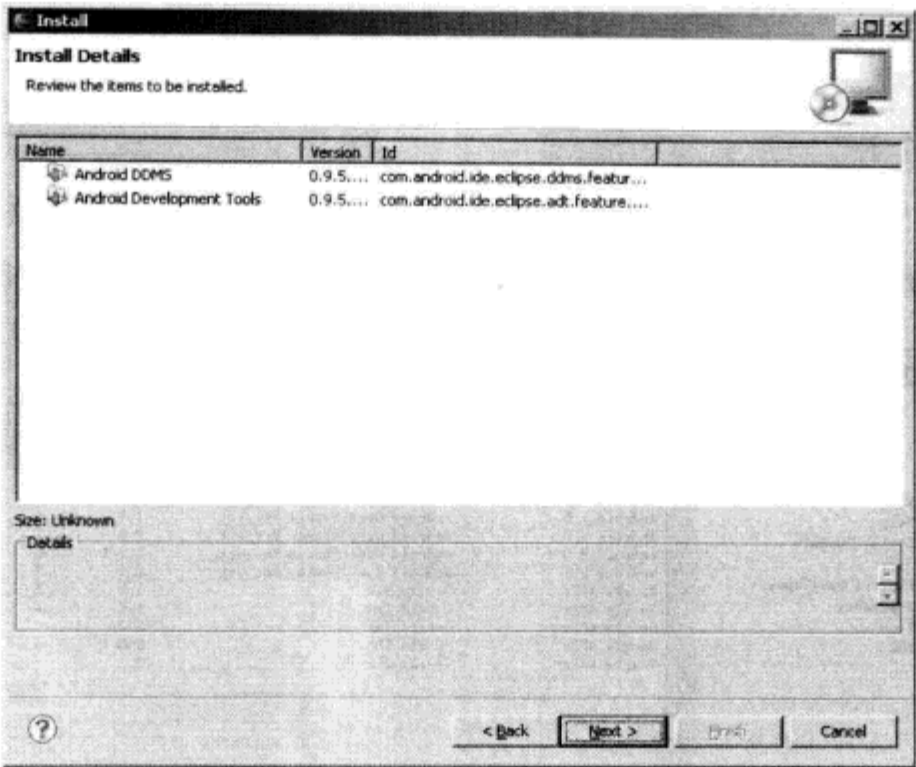 Install
Install Details
Review the items to be installed.
Name Version Id
Android DDMS 0.9.5.... com.android.ide.eclipse.ddms.featur...
Android Development Tools 0.9.5.... com.android.ide.eclipse.adt.feature....
Size: Unknown
Details
< Back Next > Finish Cancel